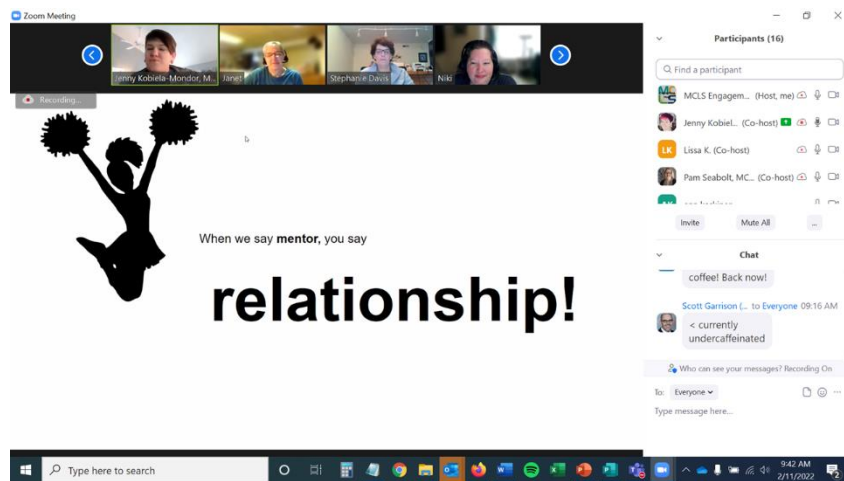 Zoom Meeting
Jenny Kobiela-Mondor, M...
Janet
Stephanie Davis
Niki
Recording...
When we say mentor, you say
relationship!
Participants (16)
Find a participant
MCLS Engagem... (Host, me)
Jenny Kobiel... (Co-host)
LK Lissa K. (Co-host)
Pam Seabolt, MC... (Co-host)
Invite
Mute All
...
Chat
coffee! Back now!
Scott Garrison (... to Everyone 09:16 AM
< currently
undercaffeinated
Who can see your messages? Recording On
To: Everyone
Type message here...
Type here to search
9:42 AM
2/11/2022